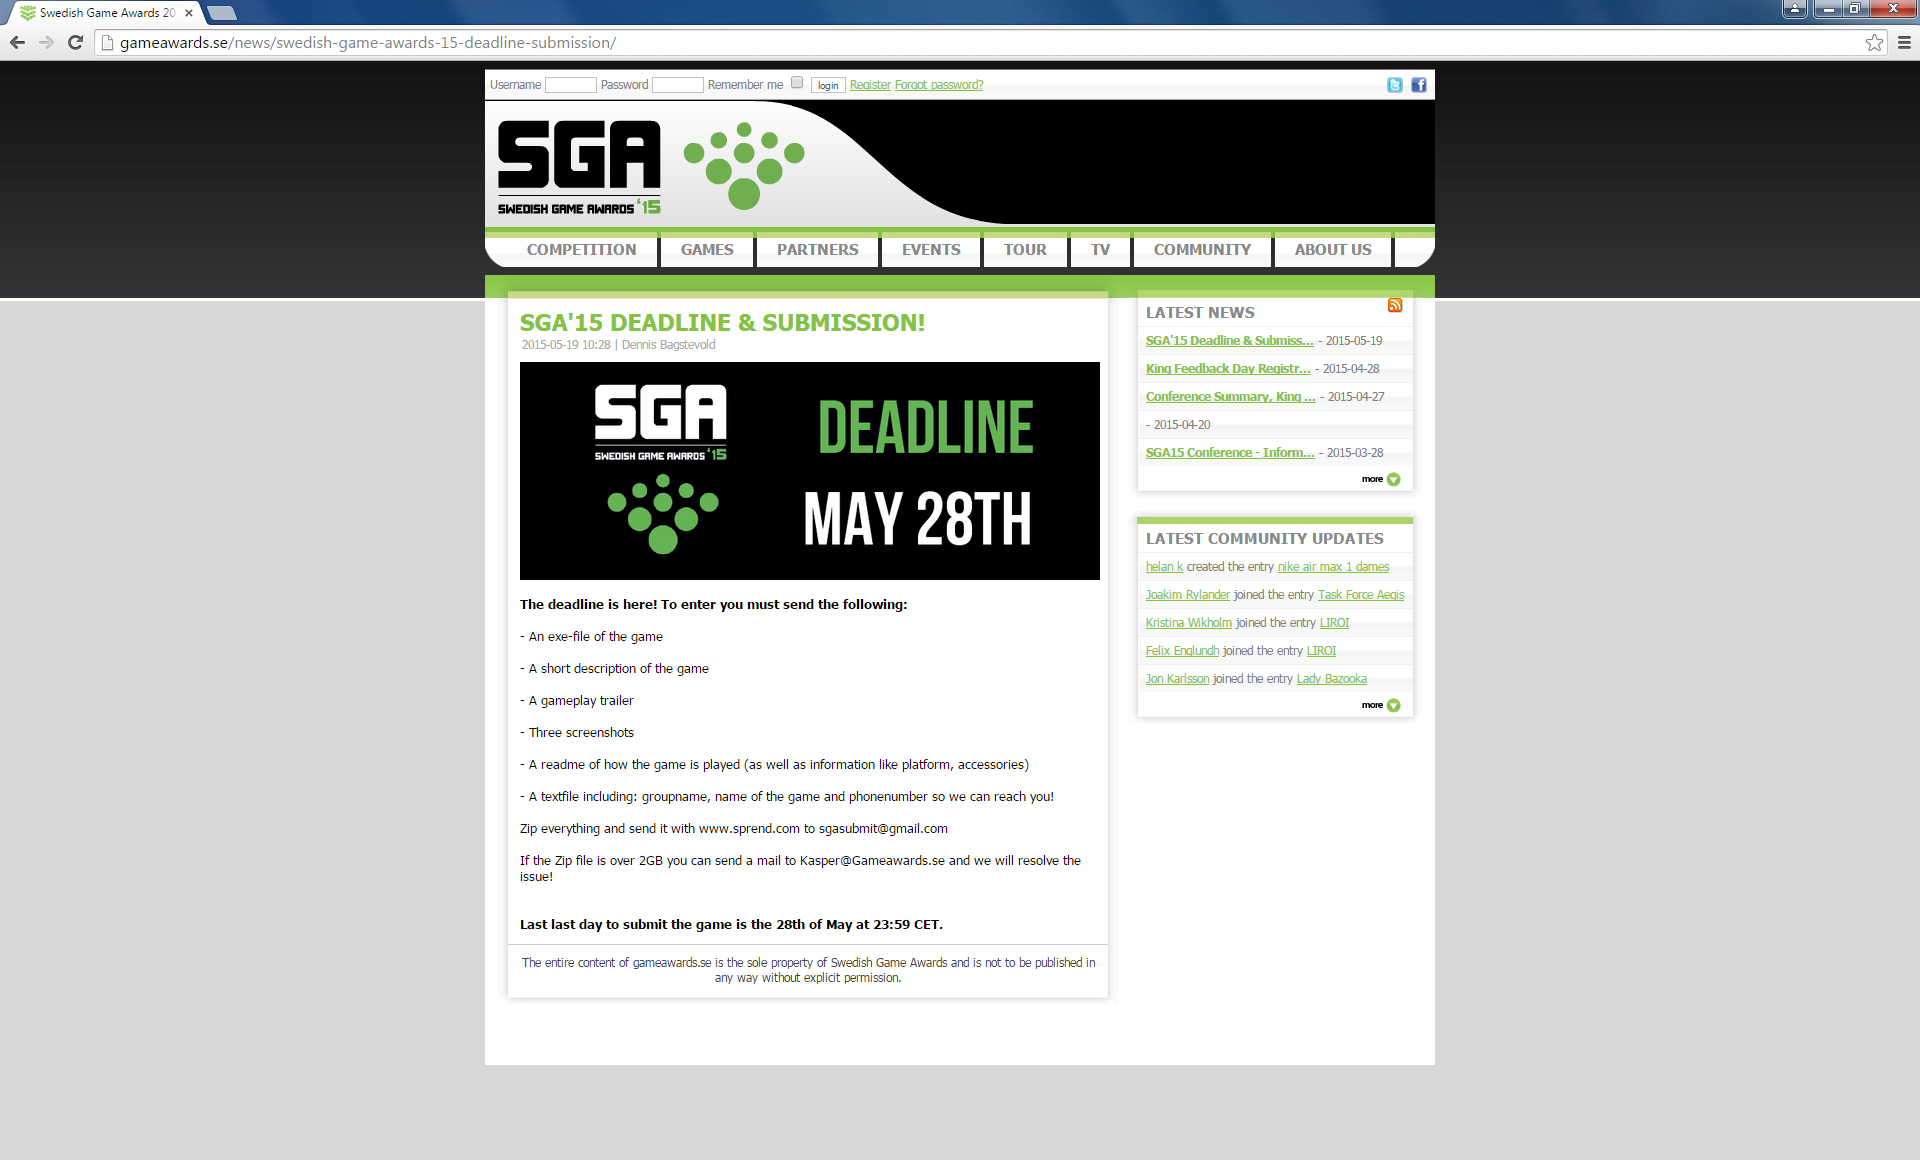 Swedish Game Awards 20
gameawards.se/news/swedish-game-awards-15-deadline-submission/
Username Password Remember me login Register Forgot password?
SGA
SWEDISH GAME AWARDS '15
COMPETITION GAMES PARTNERS EVENTS TOUR TV COMMUNITY ABOUT US
SGA'15 DEADLINE & SUBMISSION!
2015-05-19 10:28 | Dennis Bagstevold
SGA
SWEDISH GAME AWARDS '15
DEADLINE
MAY 28TH
The deadline is here! To enter you must send the following:
- An exe-file of the game
- A short description of the game
- A gameplay trailer
- Three screenshots
- A readme of how the game is played (as well as information like platform, accessories)
- A textfile including: groupname, name of the game and phonenumber so we can reach you!
Zip everything and send it with www.sprend.com to sgasubmit@gmail.com
If the Zip file is over 2GB you can send a mail to Kasper@Gameawards.se and we will resolve the
issue!
Last last day to submit the game is the 28th of May at 23:59 CET.
The entire content of gameawards.se is the sole property of Swedish Game Awards and is not to be published in
any way without explicit permission.
LATEST NEWS
SGA'15 Deadline & Submiss... - 2015-05-19
King Feedback Day Registr... - 2015-04-28
Conference Summary, King ... - 2015-04-27
- 2015-04-20
SGA15 Conference - Inform... - 2015-03-28
more
LATEST COMMUNITY UPDATES
helan k created the entry nike air max 1 dames
Joakim Rylander joined the entry Task Force Aegis
Kristina Wikholm joined the entry LIROI
Felix Englundh joined the entry LIROI
Jon Karlsson joined the entry Lady Bazooka
more